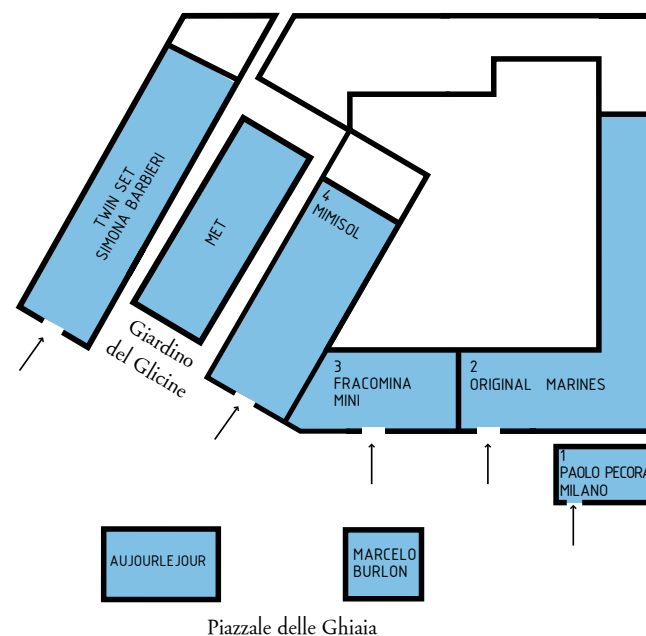 TWIN SET
SIMONA BARBIERI
MET
4
MIMISOL
Giardino
del Glicine
3
FRACOMINA
MINI
2
ORIGINAL MARINES
1
PAOLO PECORA
MILANO
AUJOURLEJOUR
MARCELO
BURLON
Piazzale delle Ghiaia